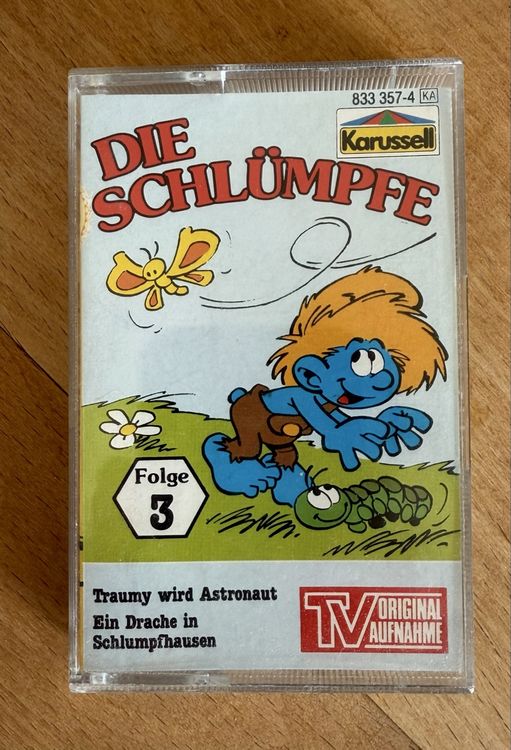 833 357-4 KA
Karussell
DIE
SCHLÜMPFE
Folge
3
Traumy wird Astronaut
Ein Drache in
Schlumpfhausen
TV ORIGINAL
AUFNAHME